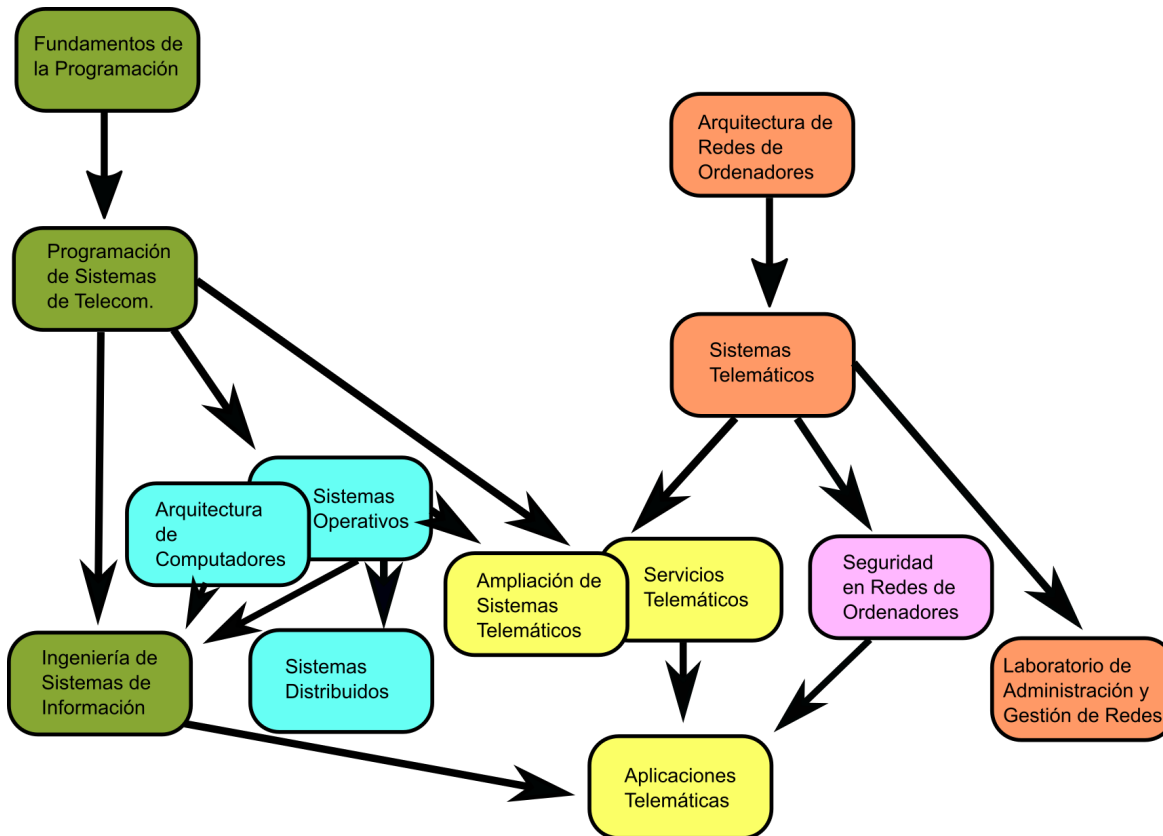 Fundamentos de
la Programación
Arquitectura de
Redes de
Ordenadores
Programación
de Sistemas
de Telecom.
Sistemas
Telemáticos
Arquitectura
de
Computadores
Sistemas
Operativos
Ampliación de
Sistemas
Telemáticos
Servicios
Telemáticos
Seguridad
en Redes de
Ordenadores
Ingeniería de
Sistemas de
Información
Sistemas
Distribuidos
Laboratorio de
Administración y
Gestión de Redes
Aplicaciones
Telemáticas